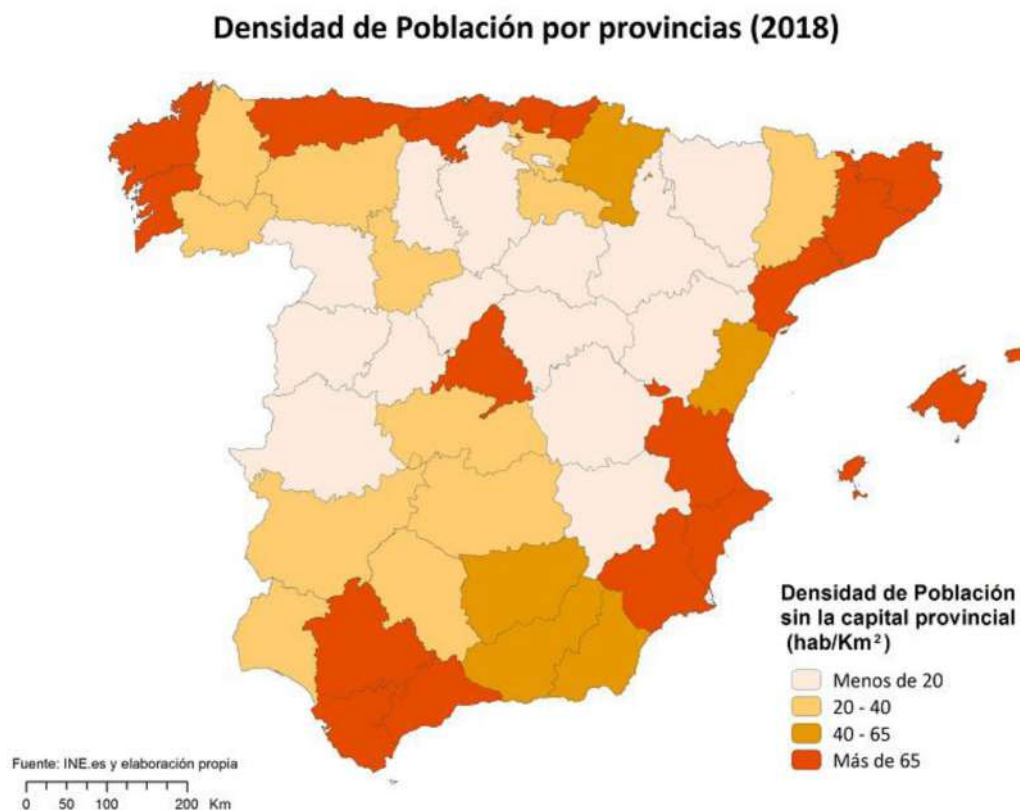 Densidad de Población por provincias (2018)
Densidad de Población
sin la capital provincial
(hab/Km²)
Menos de 20
20 - 40
40 - 65
Más de 65
Fuente: INE.es y elaboración propia
0 50 100 200 Km